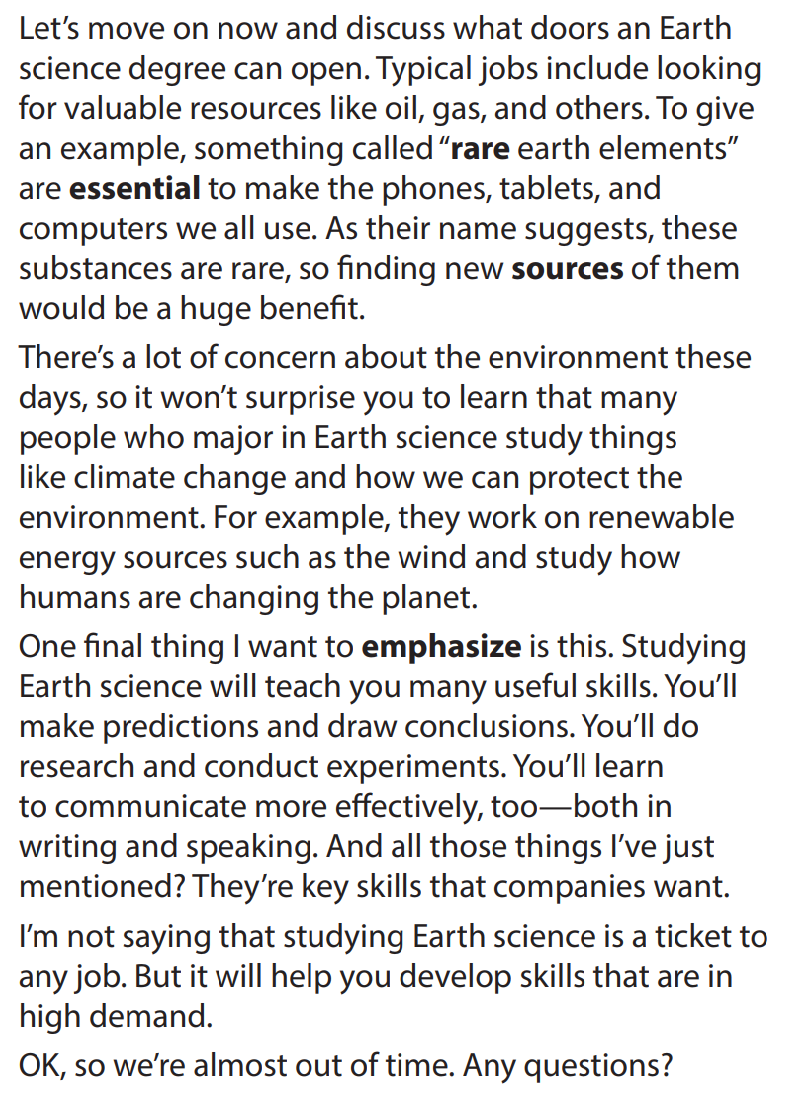 Let’s move on now and discuss what doors an Earth
science degree can open. Typical jobs include looking
for valuable resources like oil, gas, and others. To give
an example, something called “rare earth elements”
are essential to make the phones, tablets, and
computers we all use. As their name suggests, these
substances are rare, so finding new sources of them
would be a huge benefit.
There’s a lot of concern about the environment these
days, so it won’t surprise you to learn that many
people who major in Earth science study things
like climate change and how we can protect the
environment. For example, they work on renewable
energy sources such as the wind and study how
humans are changing the planet.
One final thing I want to emphasize is this. Studying
Earth science will teach you many useful skills. You’ll
make predictions and draw conclusions. You’ll do
research and conduct experiments. You’ll learn
to communicate more effectively, too—both in
writing and speaking. And all those things I’ve just
mentioned? They’re key skills that companies want.
I’m not saying that studying Earth science is a ticket to
any job. But it will help you develop skills that are in
high demand.
OK, so we’re almost out of time. Any questions?